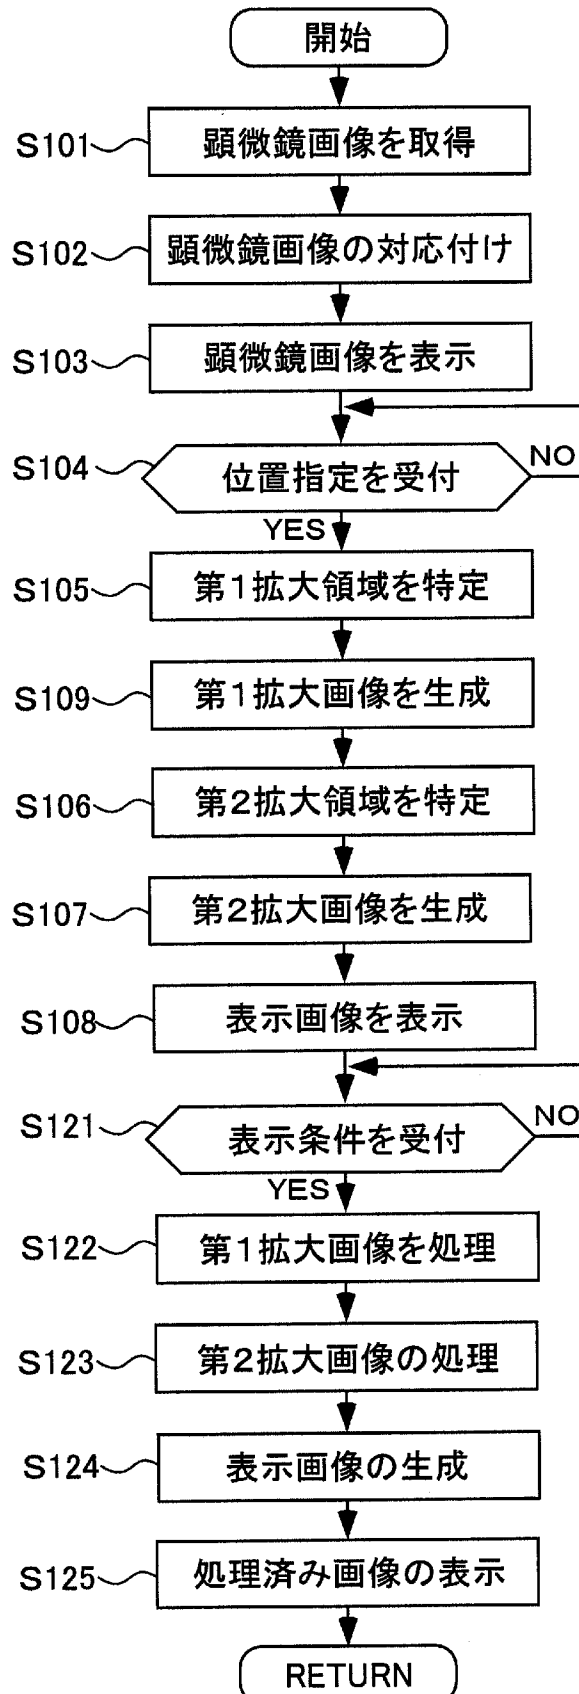 開始
S101 顕微鏡画像を取得
S102 顕微鏡画像の対応付け
S103 顕微鏡画像を表示
S104 位置指定を受付 NO
YES
S105 第1拡大領域を特定
S109 第1拡大画像を生成
S106 第2拡大領域を特定
S107 第2拡大画像を生成
S108 表示画像を表示
S121 表示条件を受付 NO
YES
S122 第1拡大画像を処理
S123 第2拡大画像の処理
S124 表示画像の生成
S125 処理済み画像の表示
RETURN